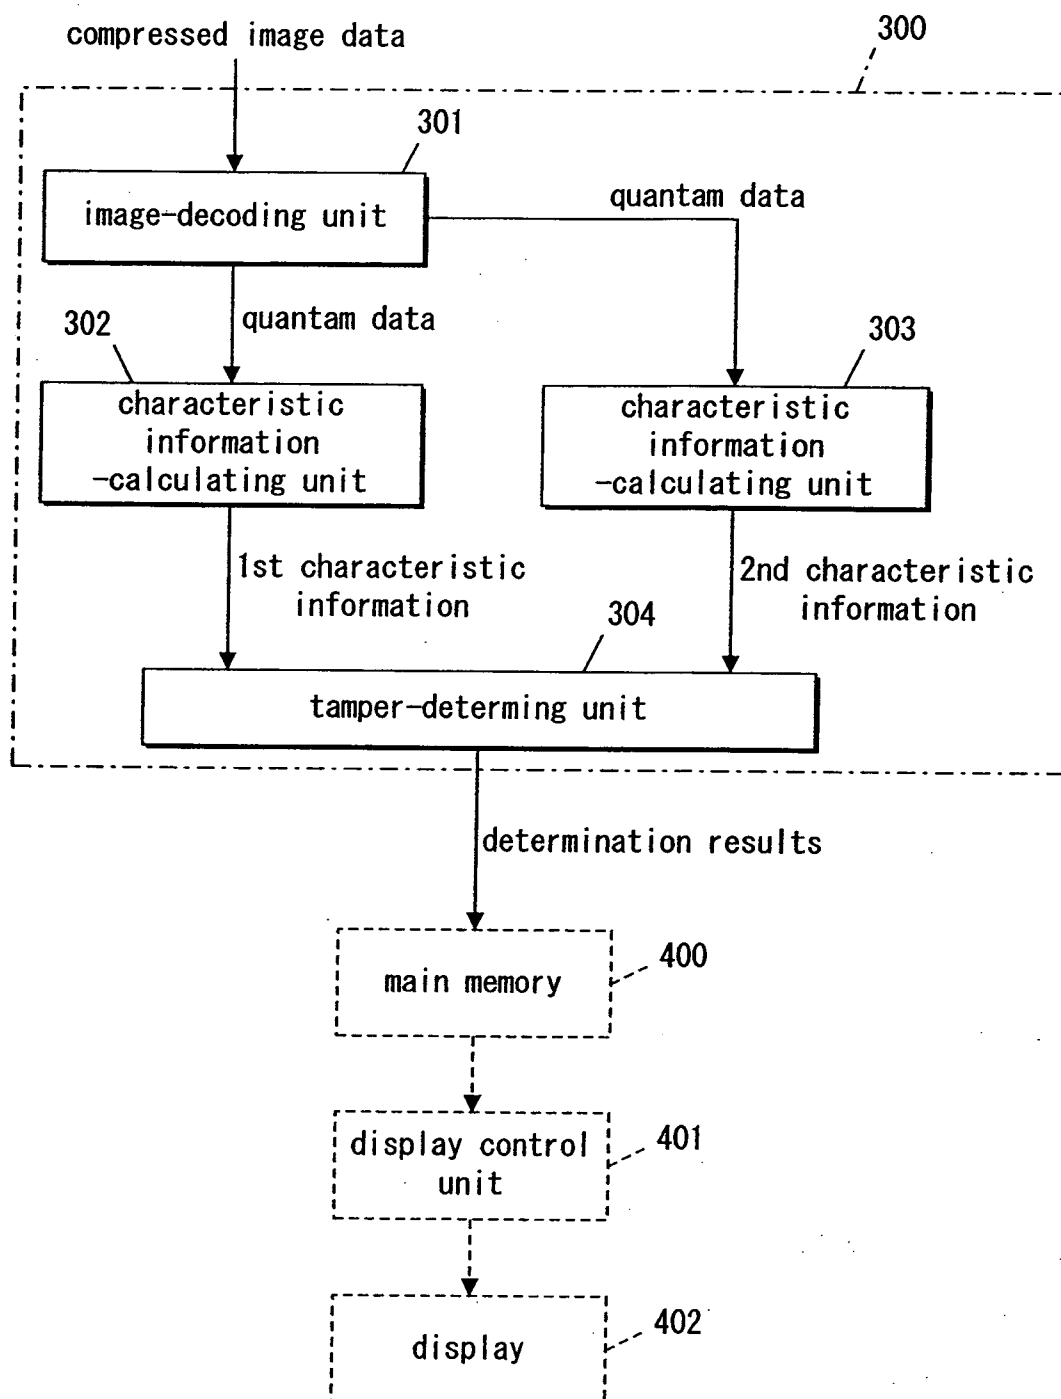 compressed image data
300
301
image-decoding unit
quantam data
302
quantam data
303
characteristic
information
-calculating unit
characteristic
information
-calculating unit
1st characteristic
information
2nd characteristic
information
304
tamper-determing unit
determination results
main memory
400
display control
unit
401
display
402